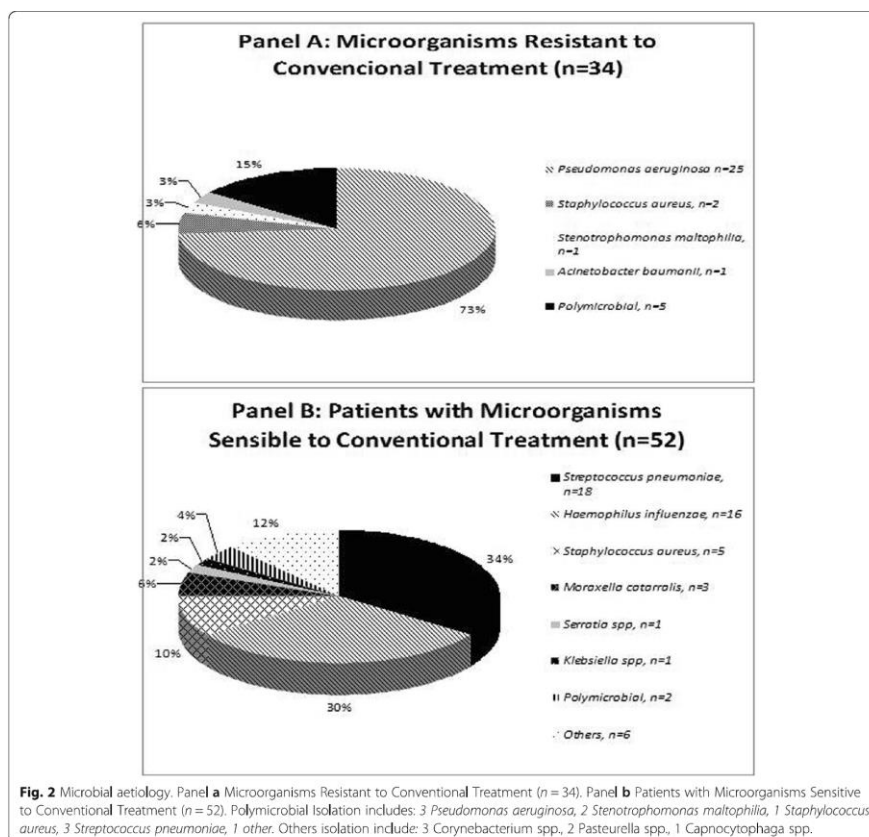 Panel A: Microorganisms Resistant to
Convencional Treatment (n=34)
15%
3%
3%
6%
73%
Pseudomonas aeruginosa n=25
Staphylococcus aureus, n=2
Stenotrophomonas maltophilia,
n=1
Acinetobacter baumanii, n=1
Polymicrobial, n=5
Panel B: Patients with Microorganisms
Sensible to Conventional Treatment (n=52)
4%
12%
2%
2%
6%
10%
30%
34%
Streptococcus pneumoniae,
n=18
Haemophilus influenzae, n=16
Staphylococcus aureus, n=5
Moraxella catarralis, n=3
Serratia spp, n=1
Klebsiella spp, n=1
Polymicrobial, n=2
Others, n=6
Fig. 2 Microbial aetiology. Panel a Microorganisms Resistant to Conventional Treatment (n = 34). Panel b Patients with Microorganisms Sensitive
to Conventional Treatment (n = 52). Polymicrobial Isolation includes: 3 Pseudomonas aeruginosa, 2 Stenotrophomonas maltophilia, 1 Staphylococcus
aureus, 3 Streptococcus pneumoniae, 1 other. Others isolation include: 3 Corynebacterium spp., 2 Pasteurella spp., 1 Capnocytophaga spp.